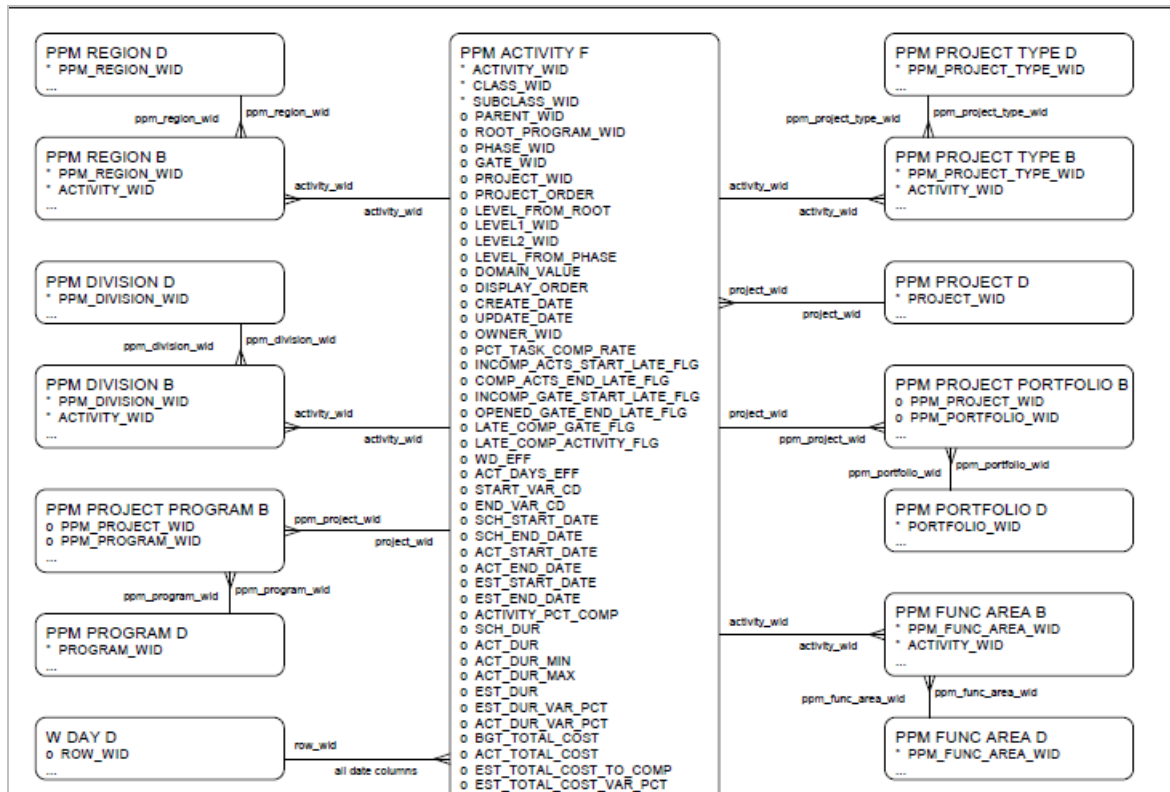 PPM REGION D
* PPM_REGION_WID
...
ppm_region_wid
ppm_region_wid
PPM REGION B
* PPM_REGION_WID
* ACTIVITY_WID
...
activity_wid
activity_wid
PPM DIVISION D
* PPM_DIVISION_WID
...
ppm_division_wid
ppm_division_wid
PPM DIVISION B
* PPM_DIVISION_WID
* ACTIVITY_WID
...
activity_wid
activity_wid
PPM PROJECT PROGRAM B
o PPM_PROJECT_WID
o PPM_PROGRAM_WID
...
ppm_project_wid
project_wid
ppm_program_wid
ppm_program_wid
PPM PROGRAM D
* PROGRAM_WID
...
W DAY D
o ROW_WID
...
row_wid
all date columns
PPM ACTIVITY F
* ACTIVITY_WID
* CLASS_WID
* SUBCLASS_WID
o PARENT_WID
o ROOT_PROGRAM_WID
o PHASE_WID
o GATE_WID
o PROJECT_WID
o PROJECT_ORDER
o LEVEL_FROM_ROOT
o LEVEL1_WID
o LEVEL2_WID
o LEVEL_FROM_PHASE
o DOMAIN_VALUE
o DISPLAY_ORDER
o CREATE_DATE
o UPDATE_DATE
o OWNER_WID
o PCT_TASK_COMP_RATE
o INCOMP_ACTS_START_LATE_FLG
o COMP_ACTS_END_LATE_FLG
o INCOMP_GATE_START_LATE_FLG
o OPENED_GATE_END_LATE_FLG
o LATE_COMP_GATE_FLG
o LATE_COMP_ACTIVITY_FLG
o WD_EFF
o ACT_DAYS_EFF
o START_VAR_CD
o END_VAR_CD
o SCH_START_DATE
o SCH_END_DATE
o ACT_START_DATE
o ACT_END_DATE
o EST_START_DATE
o EST_END_DATE
o ACTIVITY_PCT_COMP
o SCH_DUR
o ACT_DUR
o ACT_DUR_MIN
o ACT_DUR_MAX
o EST_DUR
o EST_DUR_VAR_PCT
o ACT_DUR_VAR_PCT
o BGT_TOTAL_COST
o ACT_TOTAL_COST
o EST_TOTAL_COST_TO_COMP
o EST_TOTAL_COST_VAR_PCT
PPM PROJECT TYPE D
* PPM_PROJECT_TYPE_WID
...
ppm_project_type_wid
ppm_project_type_wid
PPM PROJECT TYPE B
* PPM_PROJECT_TYPE_WID
* ACTIVITY_WID
...
activity_wid
activity_wid
PPM PROJECT D
* PROJECT_WID
...
project_wid
project_wid
PPM PROJECT PORTFOLIO B
o PPM_PROJECT_WID
o PPM_PORTFOLIO_WID
...
project_wid
ppm_project_wid
ppm_portfolio_wid
ppm_portfolio_wid
PPM PORTFOLIO D
* PORTFOLIO_WID
...
PPM FUNC AREA B
* PPM_FUNC_AREA_WID
* ACTIVITY_WID
...
activity_wid
activity_wid
ppm_func_area_wid
ppm_func_area_wid
PPM FUNC AREA D
* PPM_FUNC_AREA_WID
...